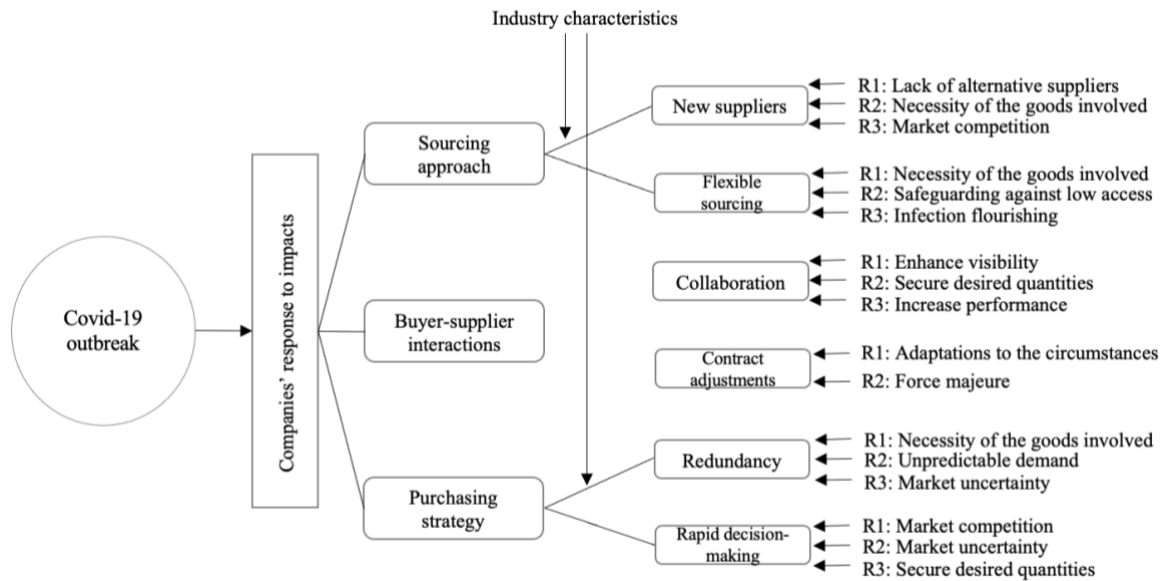 Industry characteristics
Covid-19
outbreak
Companies' response to impacts
Sourcing
approach
Buyer-supplier
interactions
Purchasing
strategy
New suppliers
R1: Lack of alternative suppliers
R2: Necessity of the goods involved
R3: Market competition
Flexible
sourcing
R1: Necessity of the goods involved
R2: Safeguarding against low access
R3: Infection flourishing
Collaboration
R1: Enhance visibility
R2: Secure desired quantities
R3: Increase performance
Contract
adjustments
R1: Adaptations to the circumstances
R2: Force majeure
Redundancy
R1: Necessity of the goods involved
R2: Unpredictable demand
R3: Market uncertainty
Rapid decision-
making
R1: Market competition
R2: Market uncertainty
R3: Secure desired quantities